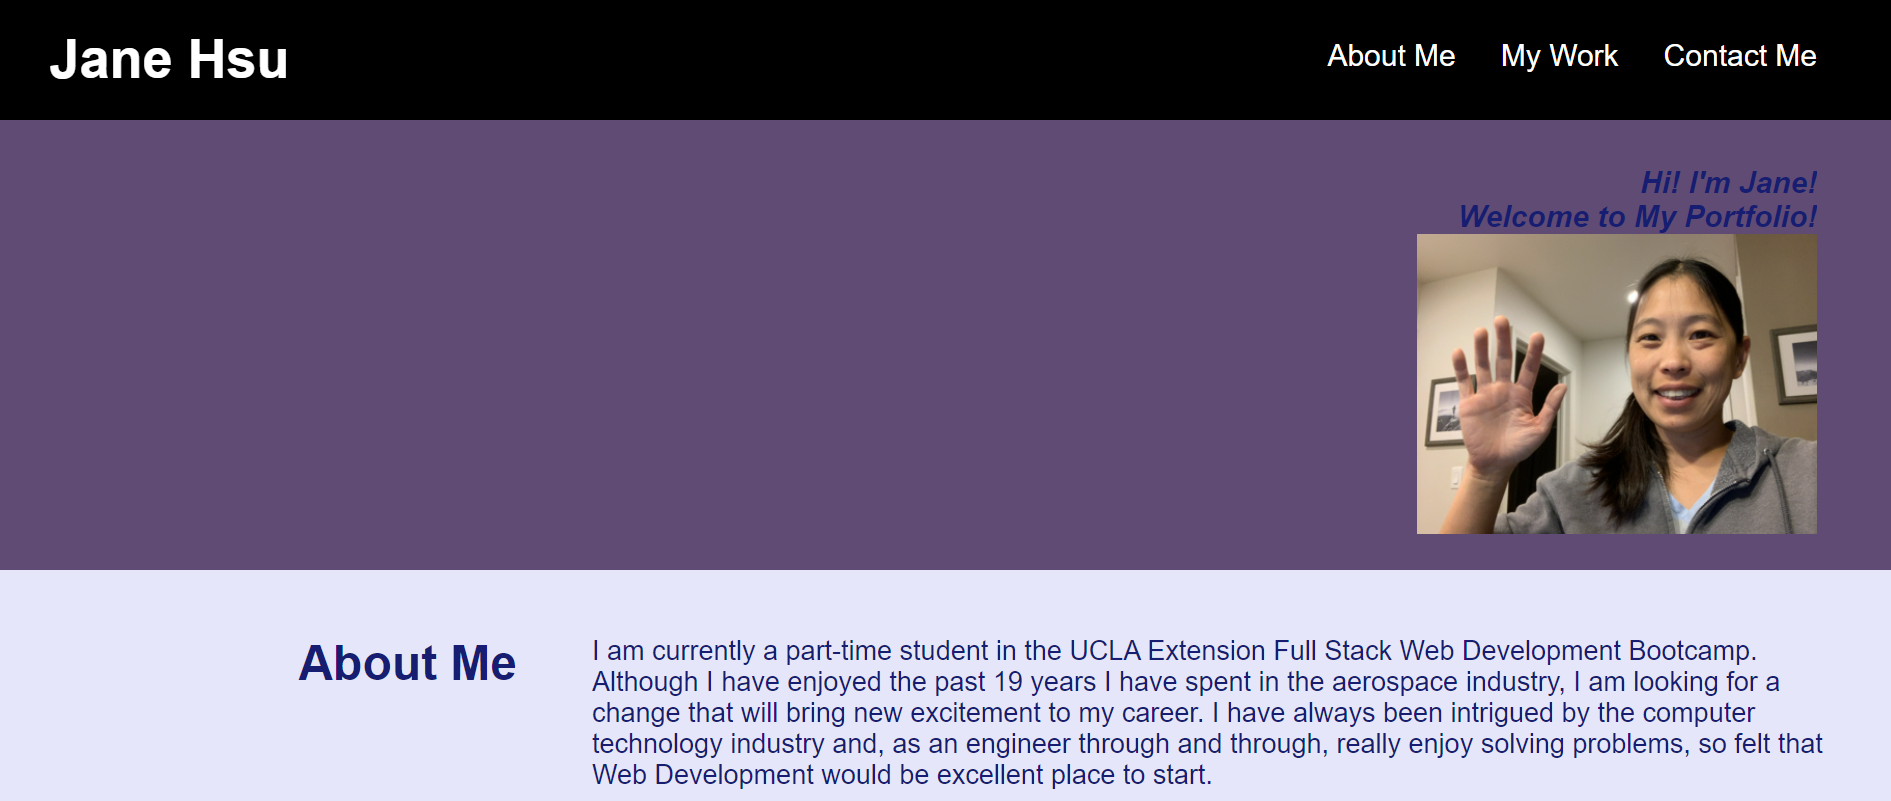 Jane Hsu
About Me
My Work
Contact Me
Hi! I'm Jane!
Welcome to My Portfolio!
About Me
I am currently a part-time student in the UCLA Extension Full Stack Web Development Bootcamp.
Although I have enjoyed the past 19 years I have spent in the aerospace industry, I am looking for a
change that will bring new excitement to my career. I have always been intrigued by the computer
technology industry and, as an engineer through and through, really enjoy solving problems, so felt that
Web Development would be excellent place to start.